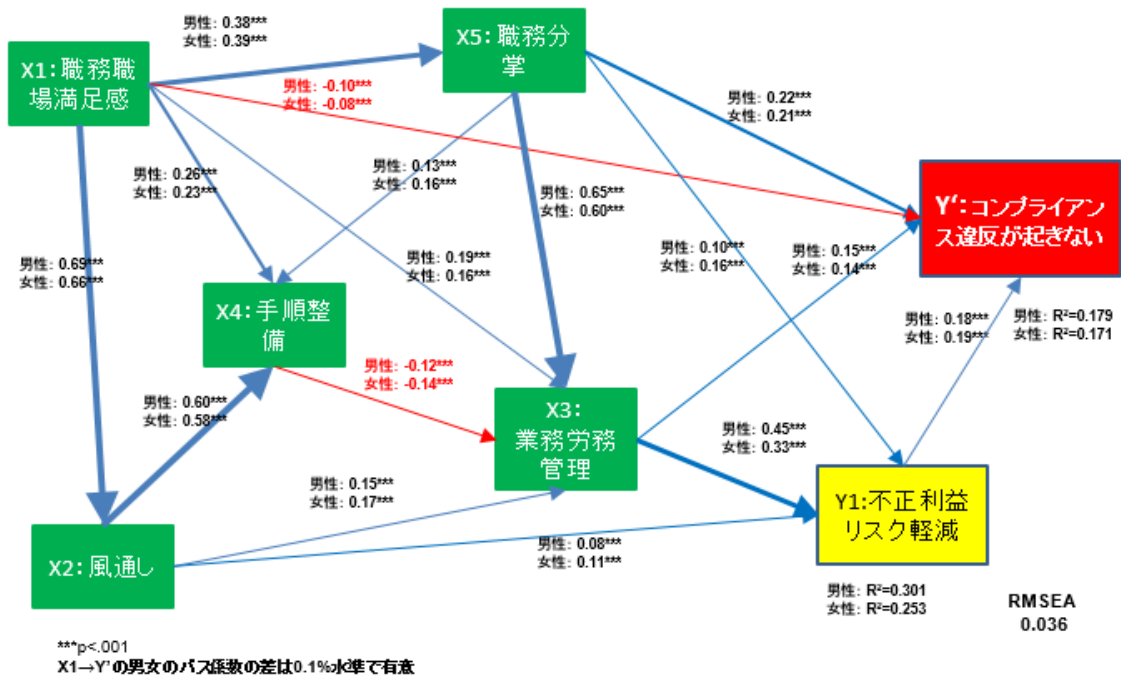 男性: 0.38***
女性: 0.39***
X5：職務分
掌
X1：職務職
場満足感
男性: -0.10***
女性: -0.08***
男性: 0.22***
女性: 0.21***
男性: 0.26***
女性: 0.23***
男性: 0.13***
女性: 0.16***
男性: 0.65***
女性: 0.60***
Y‘：コンプライアン
ス違反が起きない
男性: 0.69***
女性: 0.66***
男性: 0.19***
女性: 0.16***
男性: 0.10***
女性: 0.16***
男性: 0.15***
女性: 0.14***
X4：手順整
備
男性: 0.18***
女性: 0.19***
男性: R²=0.179
女性: R²=0.171
男性: -0.12***
女性: -0.14***
男性: 0.60***
女性: 0.58***
X3：
業務労務
管理
男性: 0.45***
女性: 0.33***
男性: 0.15***
女性: 0.17***
Y1：不正利益
リスク軽減
X2：風通し
男性: 0.08***
女性: 0.11***
男性: R²=0.301
女性: R²=0.253
RMSEA
0.036
***p<.001
X1→Y'の男女のパス係数の差は0.1%水準で有意